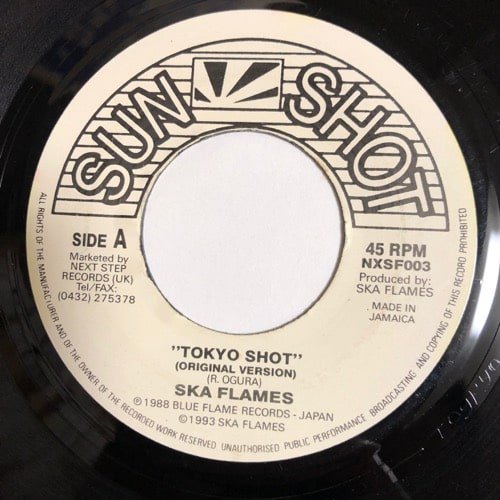 SUN SHOT
SIDE A
Marketed by
NEXT STEP
RECORDS (UK)
Tel/FAX:
(0432) 275378
45 RPM
NXSF003
Produced by:
SKA FLAMES
MADE IN
JAMAICA
"TOKYO SHOT"
(ORIGINAL VERSION)
(R. OGURA)
SKA FLAMES
℗1988 BLUE FLAME RECORDS - JAPAN
©1993 SKA FLAMES
ALL RIGHTS OF THE MANUFACTURER AND OF THE OWNER OF THE RECORDED WORK RESERVED UNAUTHORISED PUBLIC PERFORMANCE BROADCASTING AND COPYING OF THIS RECORD PROHIBITED